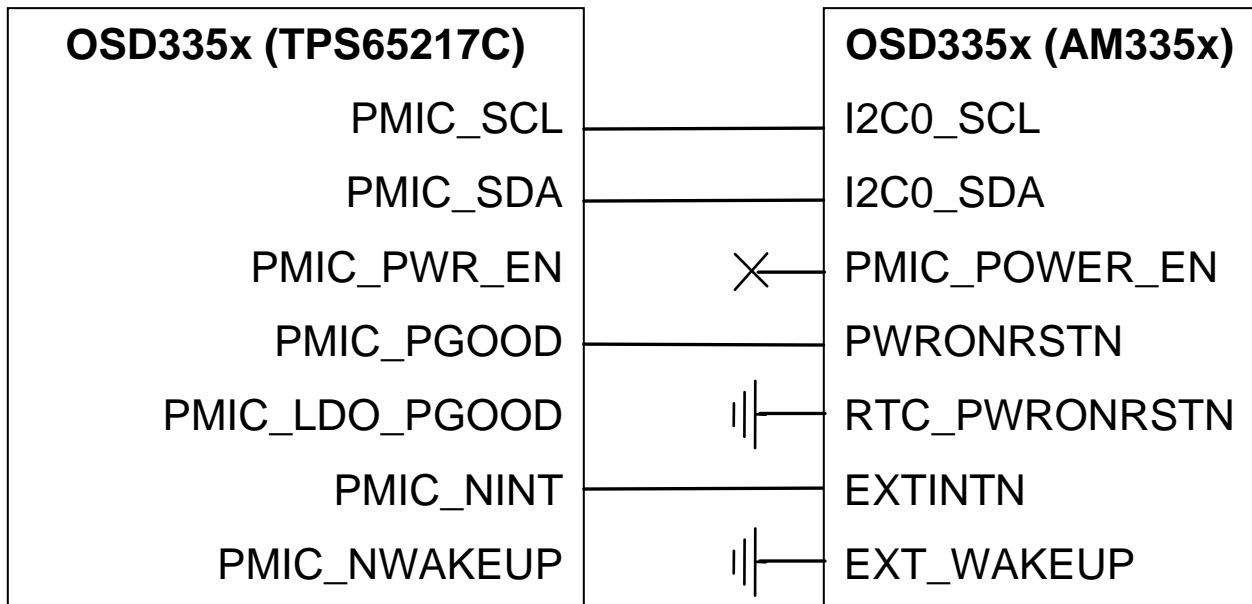 OSD335x (TPS65217C) OSD335x (AM335x)
PMIC_SCL I2C0_SCL
PMIC_SDA I2C0_SDA
PMIC_PWR_EN PMIC_POWER_EN
PMIC_PGOOD PWRONRSTN
PMIC_LDO_PGOOD RTC_PWRONRSTN
PMIC_NINT EXTINTN
PMIC_NWAKEUP EXT_WAKEUP